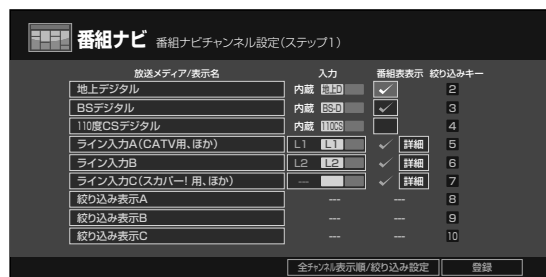 番組ナビ 番組ナビチャンネル設定(ステップ1)
放送メディア/表示名 入力 番組表表示 絞り込みキー
地上デジタル 内蔵 地上D ✓ 2
BSデジタル 内蔵 BS-D ✓ 3
110度CSデジタル 内蔵 110CS 4
ライン入力A(CATV用、ほか) L1 L1 ✓ 詳細 5
ライン入力B L2 L2 ✓ 詳細 6
ライン入力C(スカパー! 用、ほか) --- ✓ 詳細 7
絞り込み表示A --- --- 8
絞り込み表示B --- --- 9
絞り込み表示C --- --- 10
全チャンネル表示順/絞り込み設定 登録